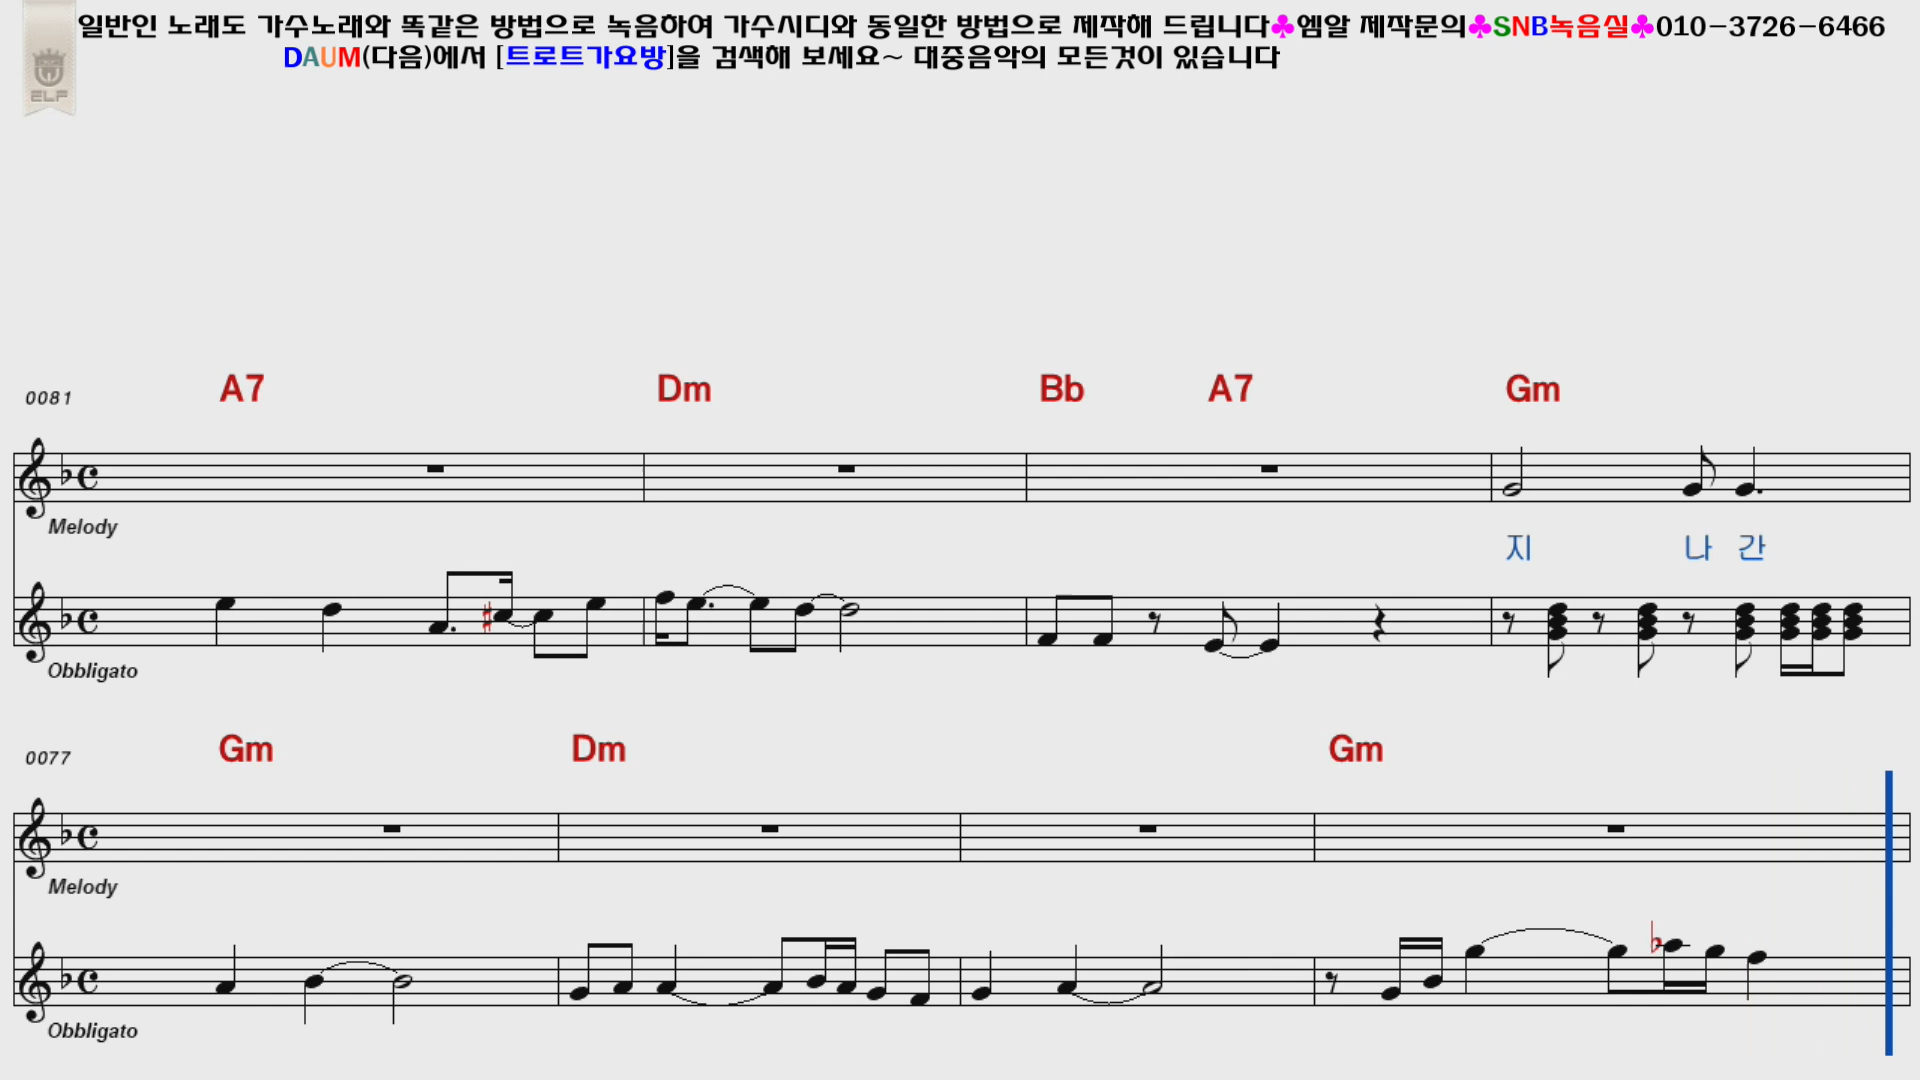 일반인 노래도 가수노래와 똑같은 방법으로 녹음하여 가수시디와 동일한 방법으로 제작해 드립니다♣엠알 제작문의♣SNB녹음실♣010-3726-6466
DAUM(다음)에서 [트로트가요방]을 검색해 보세요~ 대중음악의 모든것이 있습니다
ELF
0081 A7 Dm Bb A7 Gm
Melody
지 나 간
Obbligato
0077 Gm Dm Gm
Melody
Obbligato